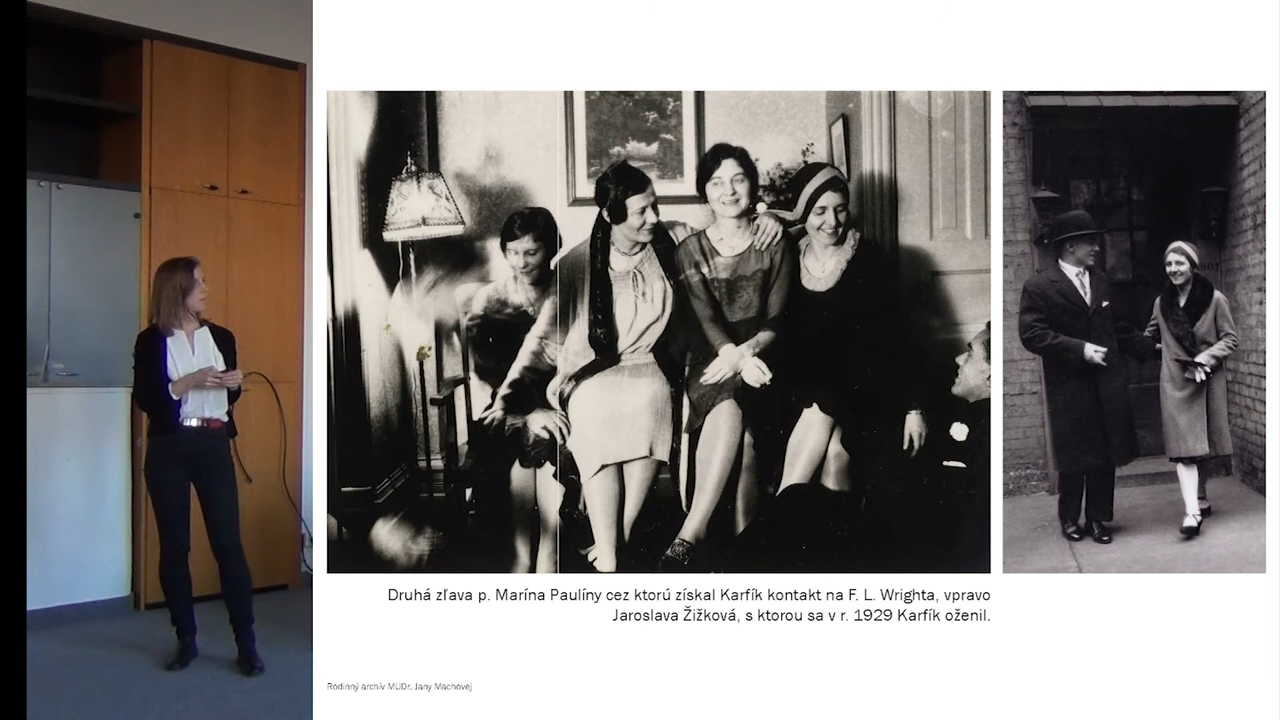 Druhá zľava p. Marína Paulíny cez ktorú získal Karfík kontakt na F. L. Wrighta, vpravo
Jaroslava Žižková, s ktorou sa v r. 1929 Karfík oženil.
Rodinný archív MUDr. Jany Machovej